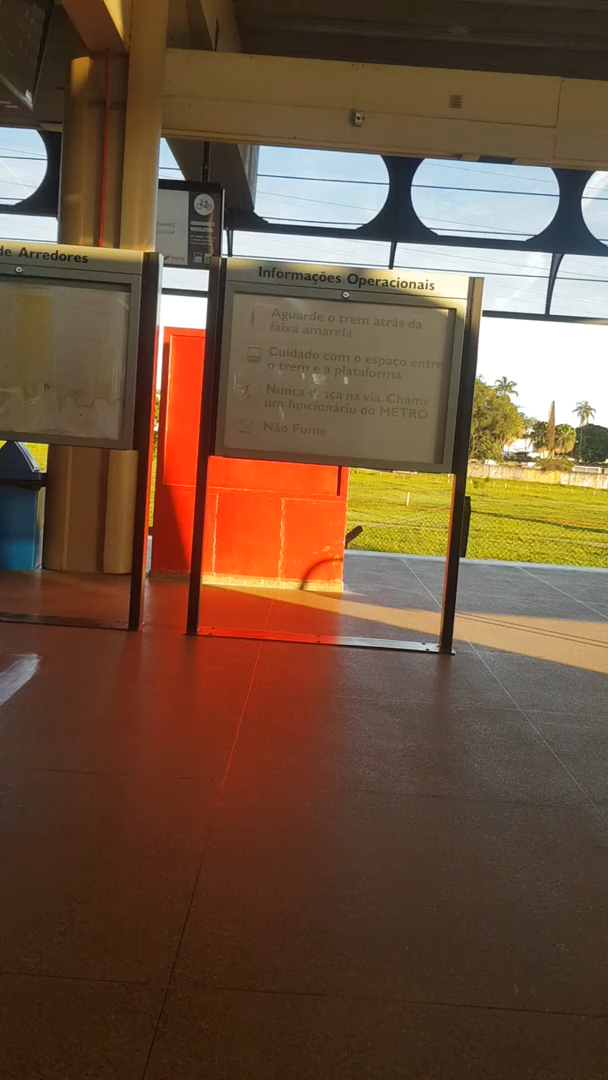 de Arredores
Informações Operacionais
Aguarde o trem atrás da
faixa amarela
Cuidado com o espaço entre
o trem e a plataforma
Nunca desça na via. Chame
um funcionário do METRÔ
Não Fume